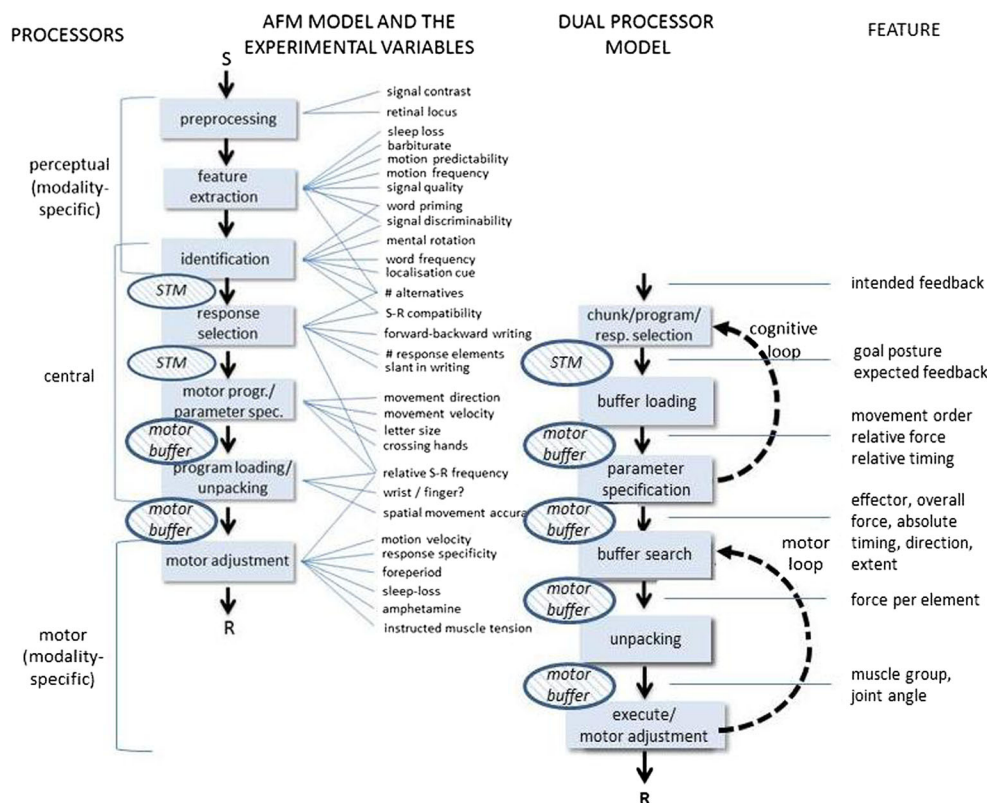 PROCESSORS
AFM MODEL AND THE
EXPERIMENTAL VARIABLES
DUAL PROCESSOR
MODEL
FEATURE
S
preprocessing
signal contrast
retinal locus
perceptual
(modality-
specific)
feature
extraction
sleep loss
barbiturate
motion predictability
motion frequency
signal quality
word priming
signal discriminability
identification
mental rotation
word frequency
localisation cue
# alternatives
STM
response
selection
S-R compatibility
forward-backward writing
# response elements
slant in writing
central
STM
motor progr./
parameter spec.
movement direction
movement velocity
letter size
crossing hands
motor
buffer
program loading/
unpacking
relative S-R frequency
wrist / finger?
spatial movement accura
motor
buffer
motor adjustment
motion velocity
response specificity
foreperiod
sleep-loss
amphetamine
instructed muscle tension
R
motor
(modality-
specific)
intended feedback
chunk/program/
resp. selection
cognitive
loop
STM
goal posture
expected feedback
buffer loading
motor
buffer
movement order
relative force
relative timing
parameter
specification
motor
buffer
effector, overall
force, absolute
timing, direction,
extent
buffer search
motor
loop
motor
buffer
force per element
unpacking
motor
buffer
muscle group,
joint angle
execute/
motor adjustment
R